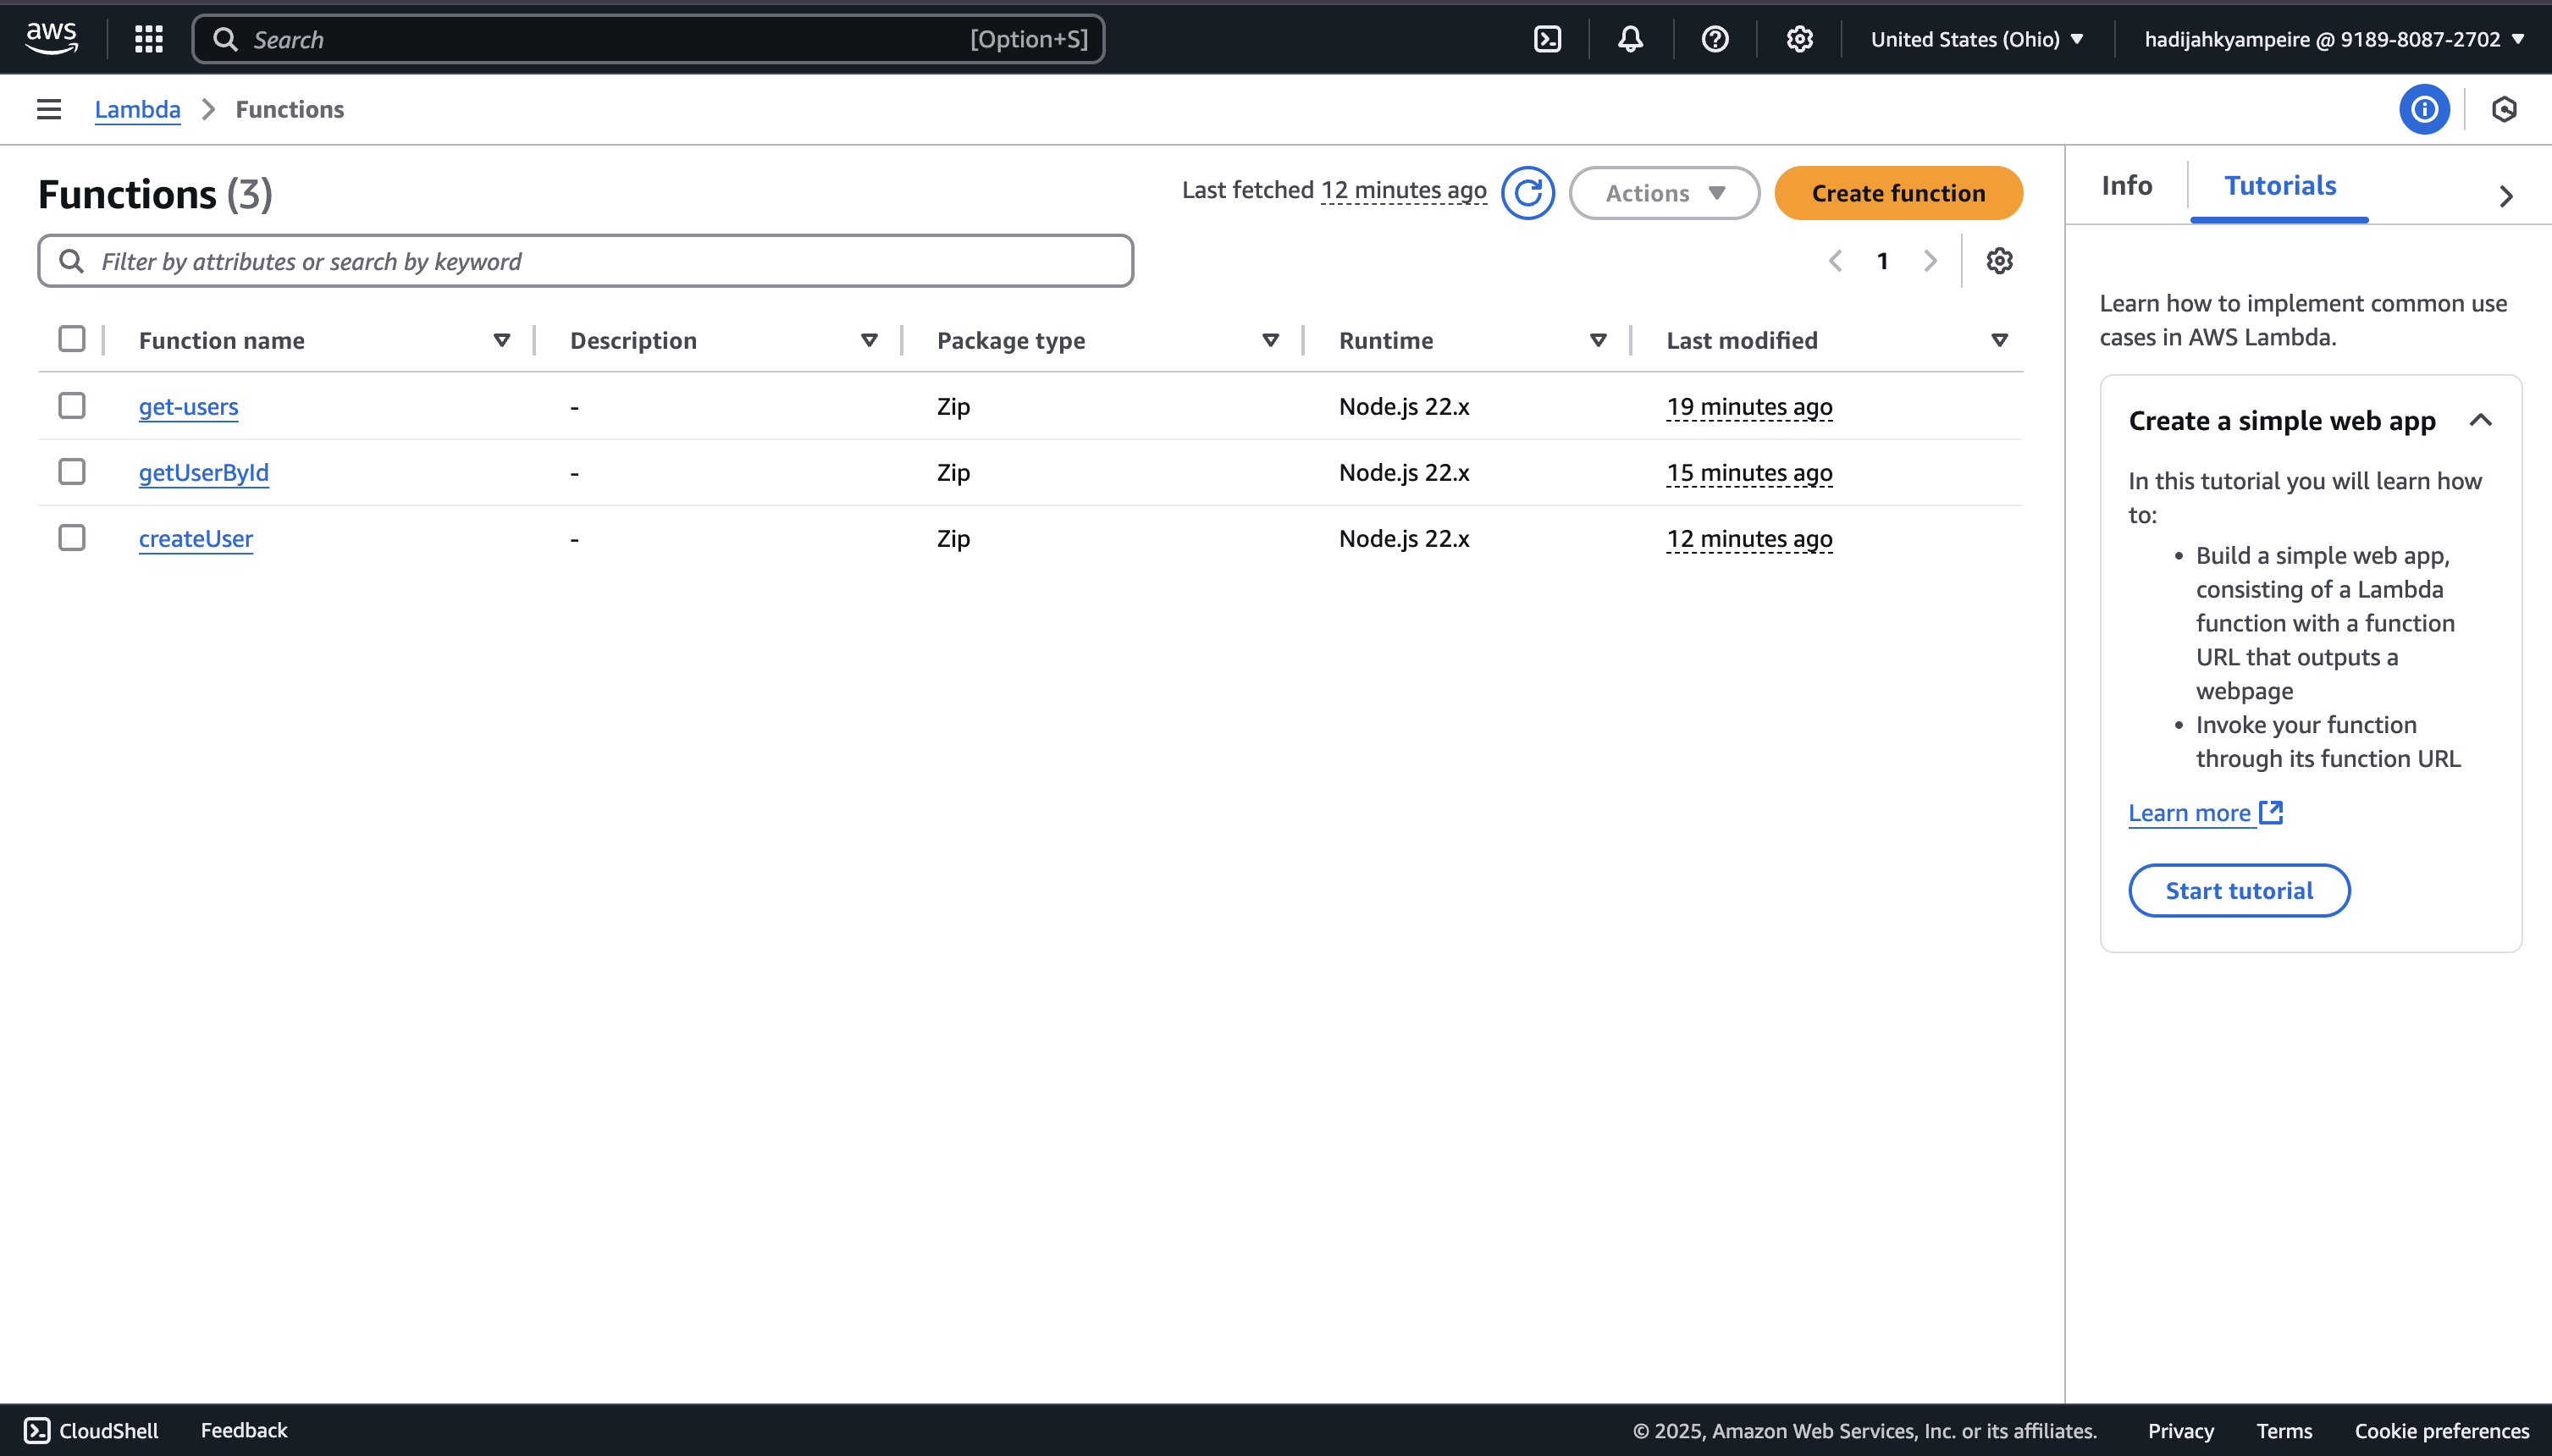 aws
Search [Option+S]
United States (Ohio)
hadijahkyampeire @ 9189-8087-2702
Lambda > Functions
Functions (3)
Last fetched 12 minutes ago
Actions
Create function
Filter by attributes or search by keyword
1
Function name Description Package type Runtime Last modified
get-users - Zip Node.js 22.x 19 minutes ago
getUserById - Zip Node.js 22.x 15 minutes ago
createUser - Zip Node.js 22.x 12 minutes ago
Info
Tutorials
Learn how to implement common use
cases in AWS Lambda.
Create a simple web app
In this tutorial you will learn how
to:
• Build a simple web app,
consisting of a Lambda
function with a function
URL that outputs a
webpage
• Invoke your function
through its function URL
Learn more
Start tutorial
CloudShell
Feedback
© 2025, Amazon Web Services, Inc. or its affiliates.
Privacy
Terms
Cookie preferences